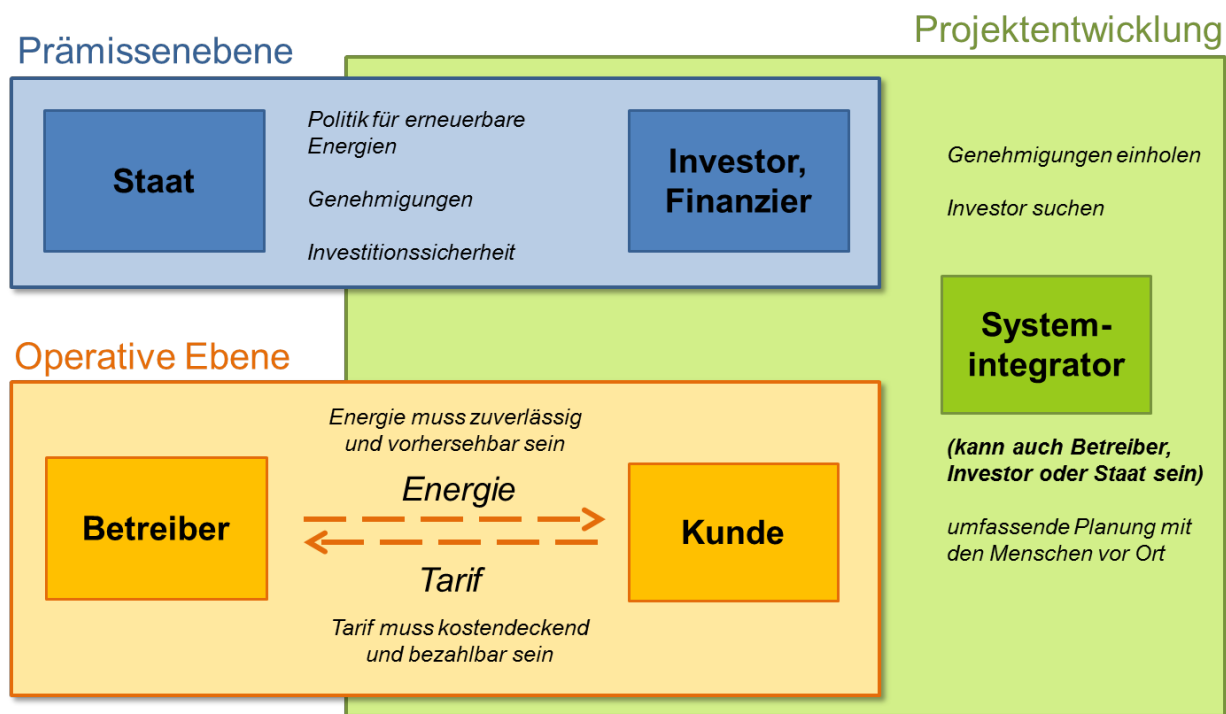 Projektentwicklung
Prämissenebene
Staat
Politik für erneuerbare
Energien
Genehmigungen
Investitionssicherheit
Investor,
Finanzier
Genehmigungen einholen
Investor suchen
System-
integrator
(kann auch Betreiber,
Investor oder Staat sein)
umfassende Planung mit
den Menschen vor Ort
Operative Ebene
Energie muss zuverlässig
und vorhersehbar sein
Betreiber
Energie
Tarif
Kunde
Tarif muss kostendeckend
und bezahlbar sein